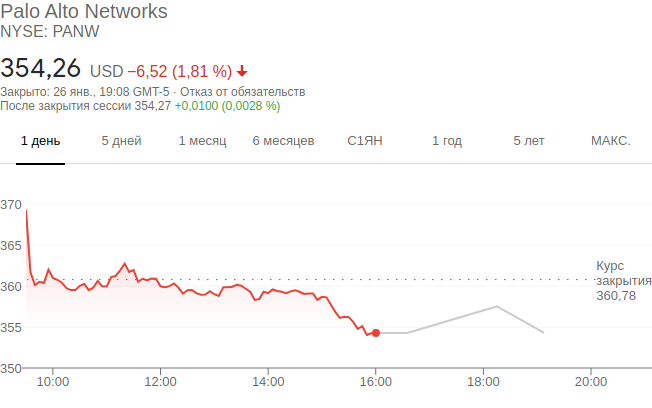 Palo Alto Networks
NYSE: PANW
354,26 USD −6,52 (1,81 %)
Закрыто: 26 янв., 19:08 GMT-5 · Отказ от обязательств
После закрытия сессии 354,27 +0,0100 (0,0028 %)
1 день 5 дней 1 месяц 6 месяцев С1ЯН 1 год 5 лет МАКС.
370
365
Курс
закрытия
360,78
360
355
350
10:00 12:00 14:00 16:00 18:00 20:00